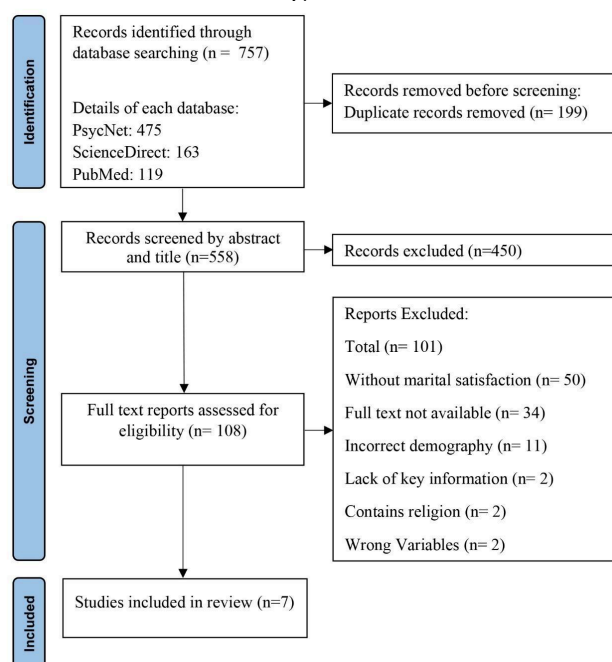 Identification
Records identified through
database searching (n =  757)
Details of each database:
PsycNet: 475
ScienceDirect: 163
PubMed: 119
Records removed before screening:
Duplicate records removed (n= 199)
Screening
Records screened by abstract
and title (n=558)
Records excluded (n=450)
Full text reports assessed for
eligibility (n= 108)
Reports Excluded:
Total (n= 101)
Without marital satisfaction (n= 50)
Full text not available (n= 34)
Incorrect demography (n= 11)
Lack of key information (n= 2)
Contains religion (n= 2)
Wrong Variables (n= 2)
Included
Studies included in review (n=7)